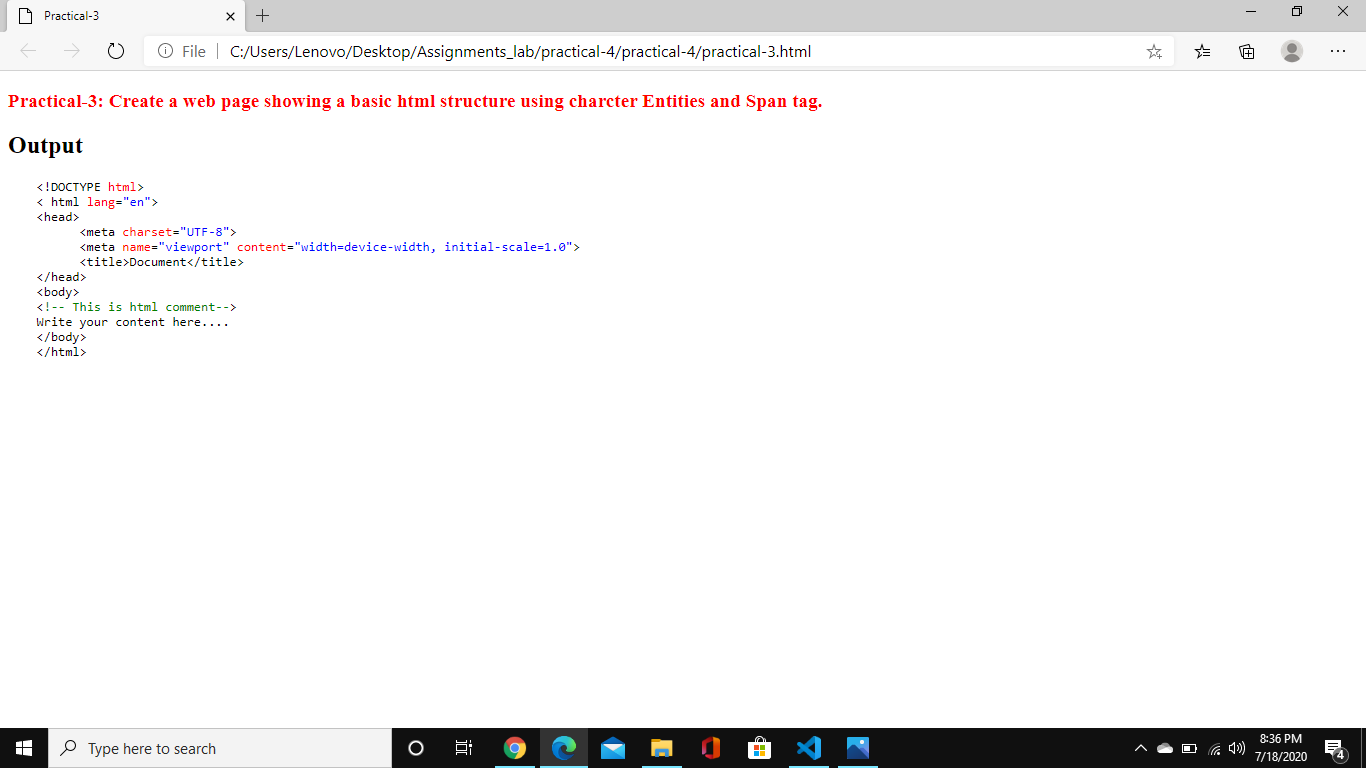 Practical-3
File
C:/Users/Lenovo/Desktop/Assignments_lab/practical-4/practical-4/practical-3.html
Practical-3: Create a web page showing a basic html structure using charcter Entities and Span tag.
Output
<!DOCTYPE html>
< html lang="en">
<head>
<meta charset="UTF-8">
<meta name="viewport" content="width=device-width, initial-scale=1.0">
<title>Document</title>
</head>
<body>
<!-- This is html comment-->
Write your content here....
</body>
</html>
Type here to search
8:36 PM
7/18/2020
4